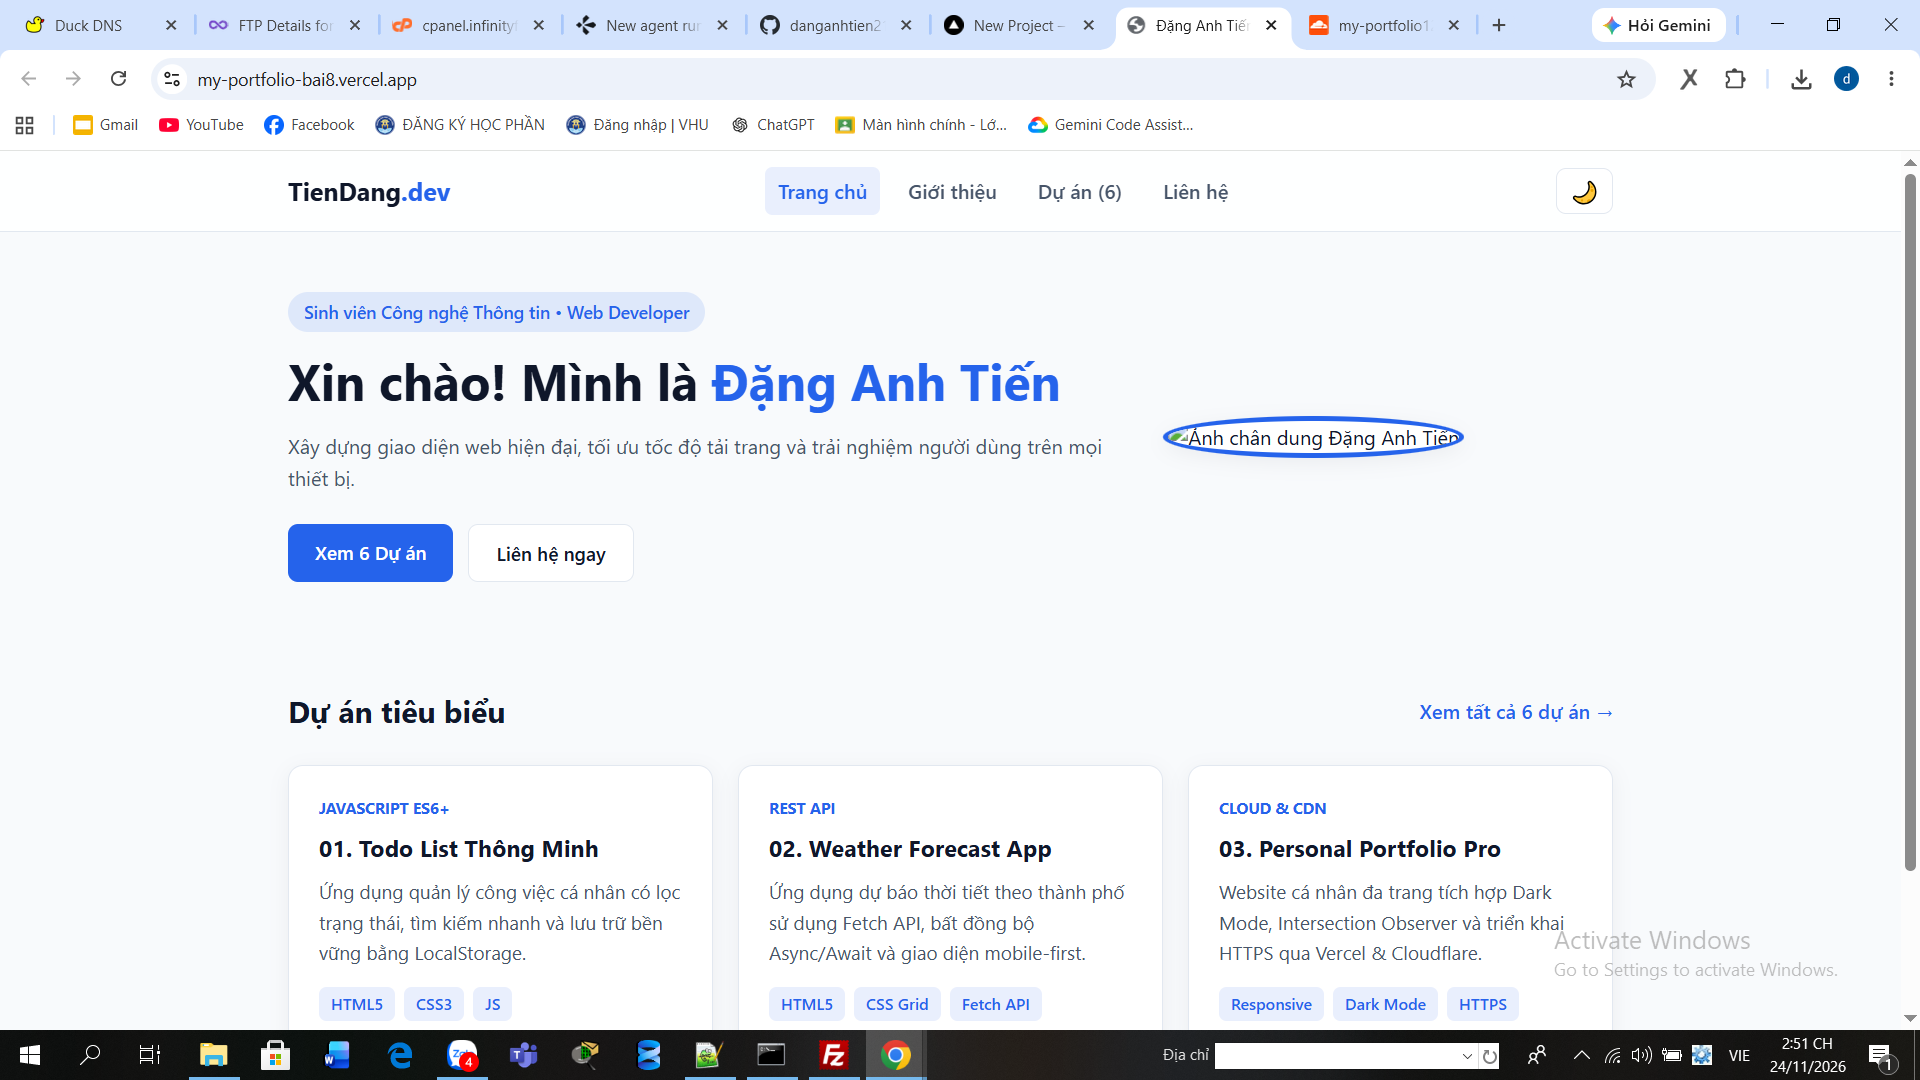 Duck DNS
FTP Details for
cpanel.infinityf
New agent run
danganhtien2
New Project –
Đặng Anh Tiế
my-portfolio1
Hỏi Gemini
my-portfolio-bai8.vercel.app
d
Gmail
YouTube
Facebook
ĐĂNG KÝ HỌC PHẦN
Đăng nhập | VHU
ChatGPT
Màn hình chính - Lớ...
Gemini Code Assist...
TienDang.dev
Trang chủ
Giới thiệu
Dự án (6)
Liên hệ
Sinh viên Công nghệ Thông tin • Web Developer
Xin chào! Mình là Đặng Anh Tiến
Xây dựng giao diện web hiện đại, tối ưu tốc độ tải trang và trải nghiệm người dùng trên mọi
thiết bị.
Ảnh chân dung Đặng Anh Tiến
Xem 6 Dự án
Liên hệ ngay
Dự án tiêu biểu
Xem tất cả 6 dự án →
JAVASCRIPT ES6+
01. Todo List Thông Minh
Ứng dụng quản lý công việc cá nhân có lọc
trạng thái, tìm kiếm nhanh và lưu trữ bền
vững bằng LocalStorage.
HTML5
CSS3
JS
REST API
02. Weather Forecast App
Ứng dụng dự báo thời tiết theo thành phố
sử dụng Fetch API, bất đồng bộ
Async/Await và giao diện mobile-first.
HTML5
CSS Grid
Fetch API
CLOUD & CDN
03. Personal Portfolio Pro
Website cá nhân đa trang tích hợp Dark
Mode, Intersection Observer và triển khai
HTTPS qua Vercel & Cloudflare.
Responsive
Dark Mode
HTTPS
Activate Windows
Go to Settings to activate Windows.
4
Địa chỉ
VIE
2:51 CH
24/11/2026
1